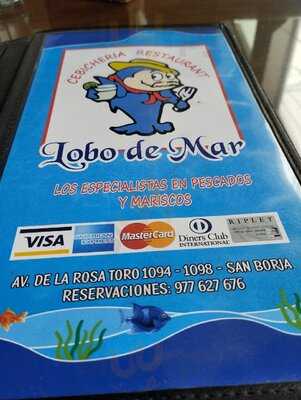 CEBICHERIA RESTAURANT
Lobo de Mar
LOS ESPECIALISTAS EN PESCADOS
Y MARISCOS
VISA
AMERICAN EXPRESS
MasterCard
Diners Club
INTERNATIONAL
RIPLEY
AV. DE LA ROSA TORO 1094 - 1098 - SAN BORJA
RESERVACIONES: 977 627 676